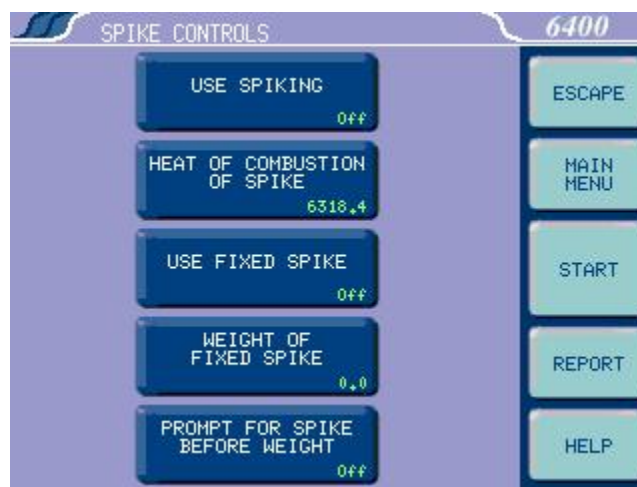 SPIKE CONTROLS
6400
USE SPIKING
Off
HEAT OF COMBUSTION
OF SPIKE
6318.4
USE FIXED SPIKE
Off
WEIGHT OF
FIXED SPIKE
0.0
PROMPT FOR SPIKE
BEFORE WEIGHT
Off
ESCAPE
MAIN
MENU
START
REPORT
HELP